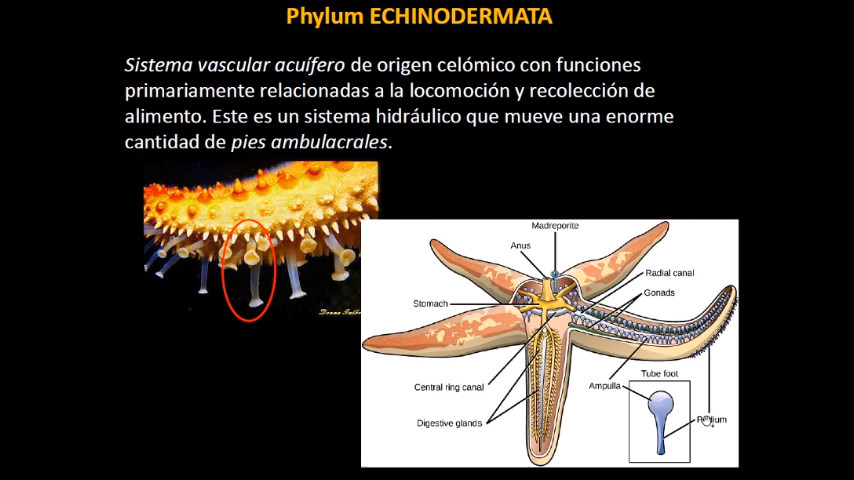 Phylum ECHINODERMATA
Sistema vascular acuífero de origen celómico con funciones
primariamente relacionadas a la locomoción y recolección de
alimento. Este es un sistema hidráulico que mueve una enorme
cantidad de pies ambulacrales.
Madreporite
Anus
Radial canal
Gonads
Stomach
Tube foot
Central ring canal
Ampulla
Digestive glands